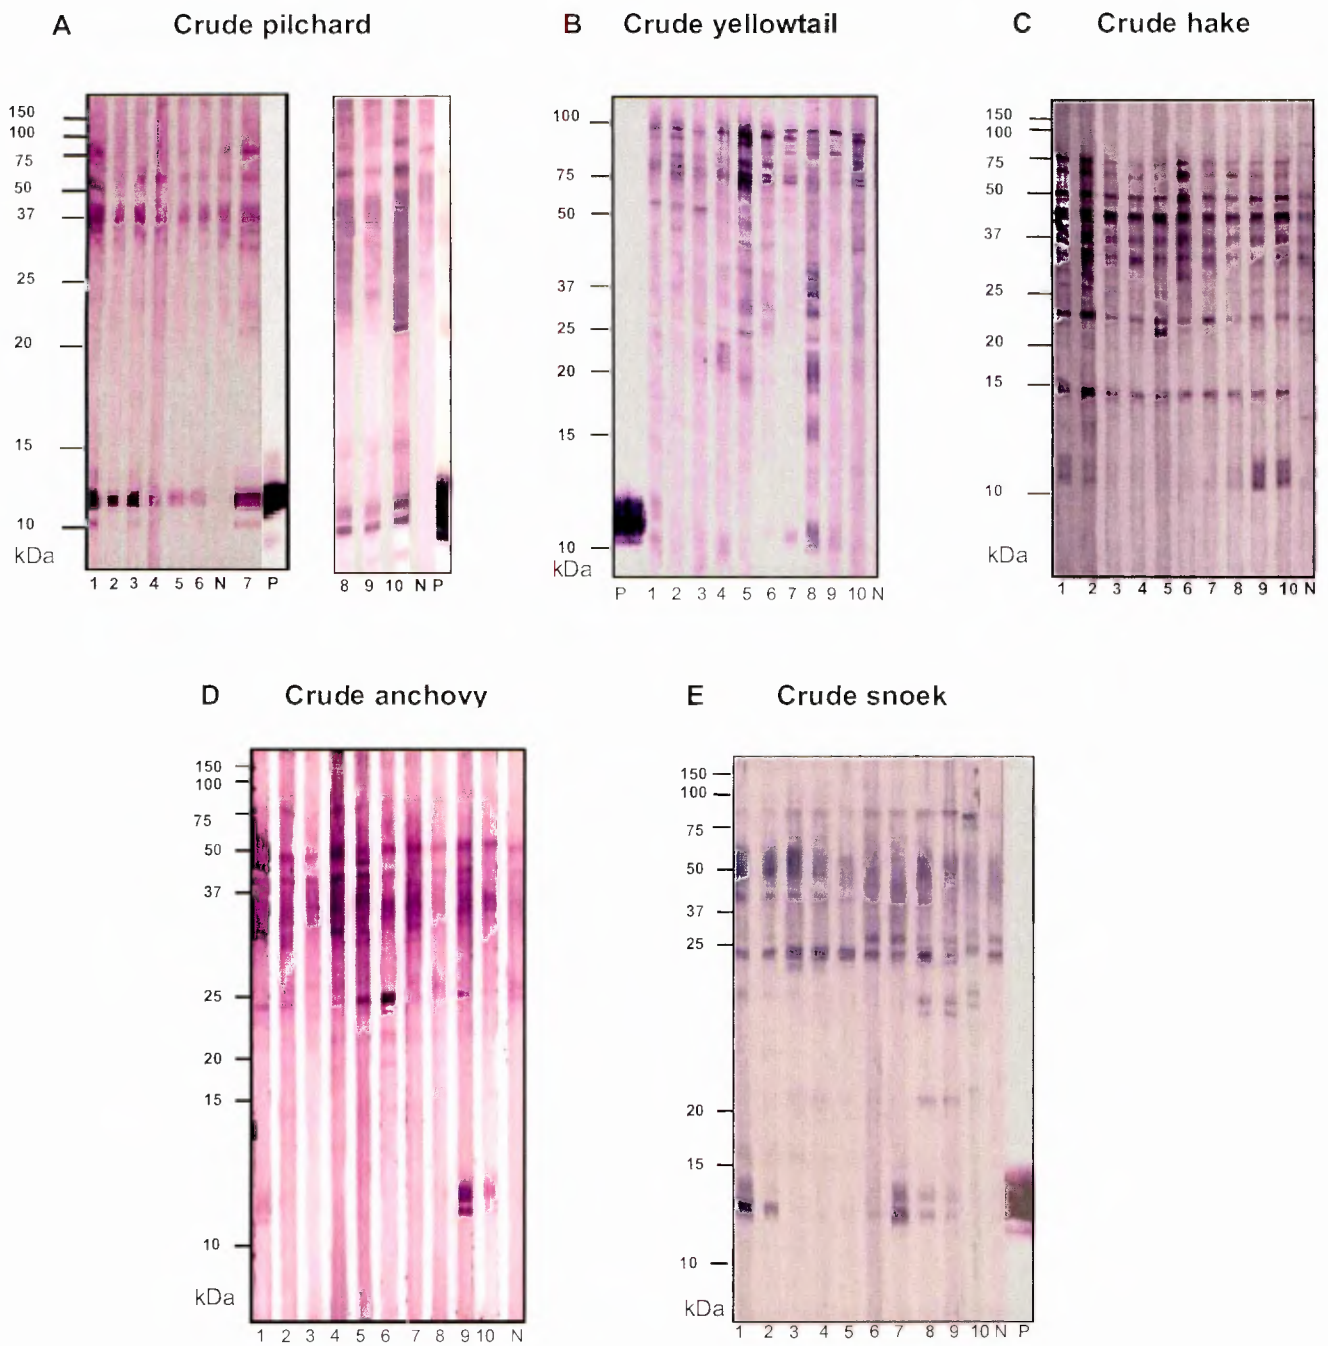 A Crude pilchard
150
100
75
50
37
25
20
15
10
kDa
1 2 3 4 5 6 N 7 P
8 9 10 N P
B Crude yellowtail
100
75
50
37
25
20
15
10
kDa
P 1 2 3 4 5 6 7 8 9 10 N
C Crude hake
150
100
75
50
37
25
20
15
10
kDa
1 2 3 4 5 6 7 8 9 10 N
D Crude anchovy
150
100
75
50
37
25
20
15
10
kDa
1 2 3 4 5 6 7 8 9 10 N
E Crude snoek
150
100
75
50
37
25
20
15
10
kDa
1 2 3 4 5 6 7 8 9 10 N P